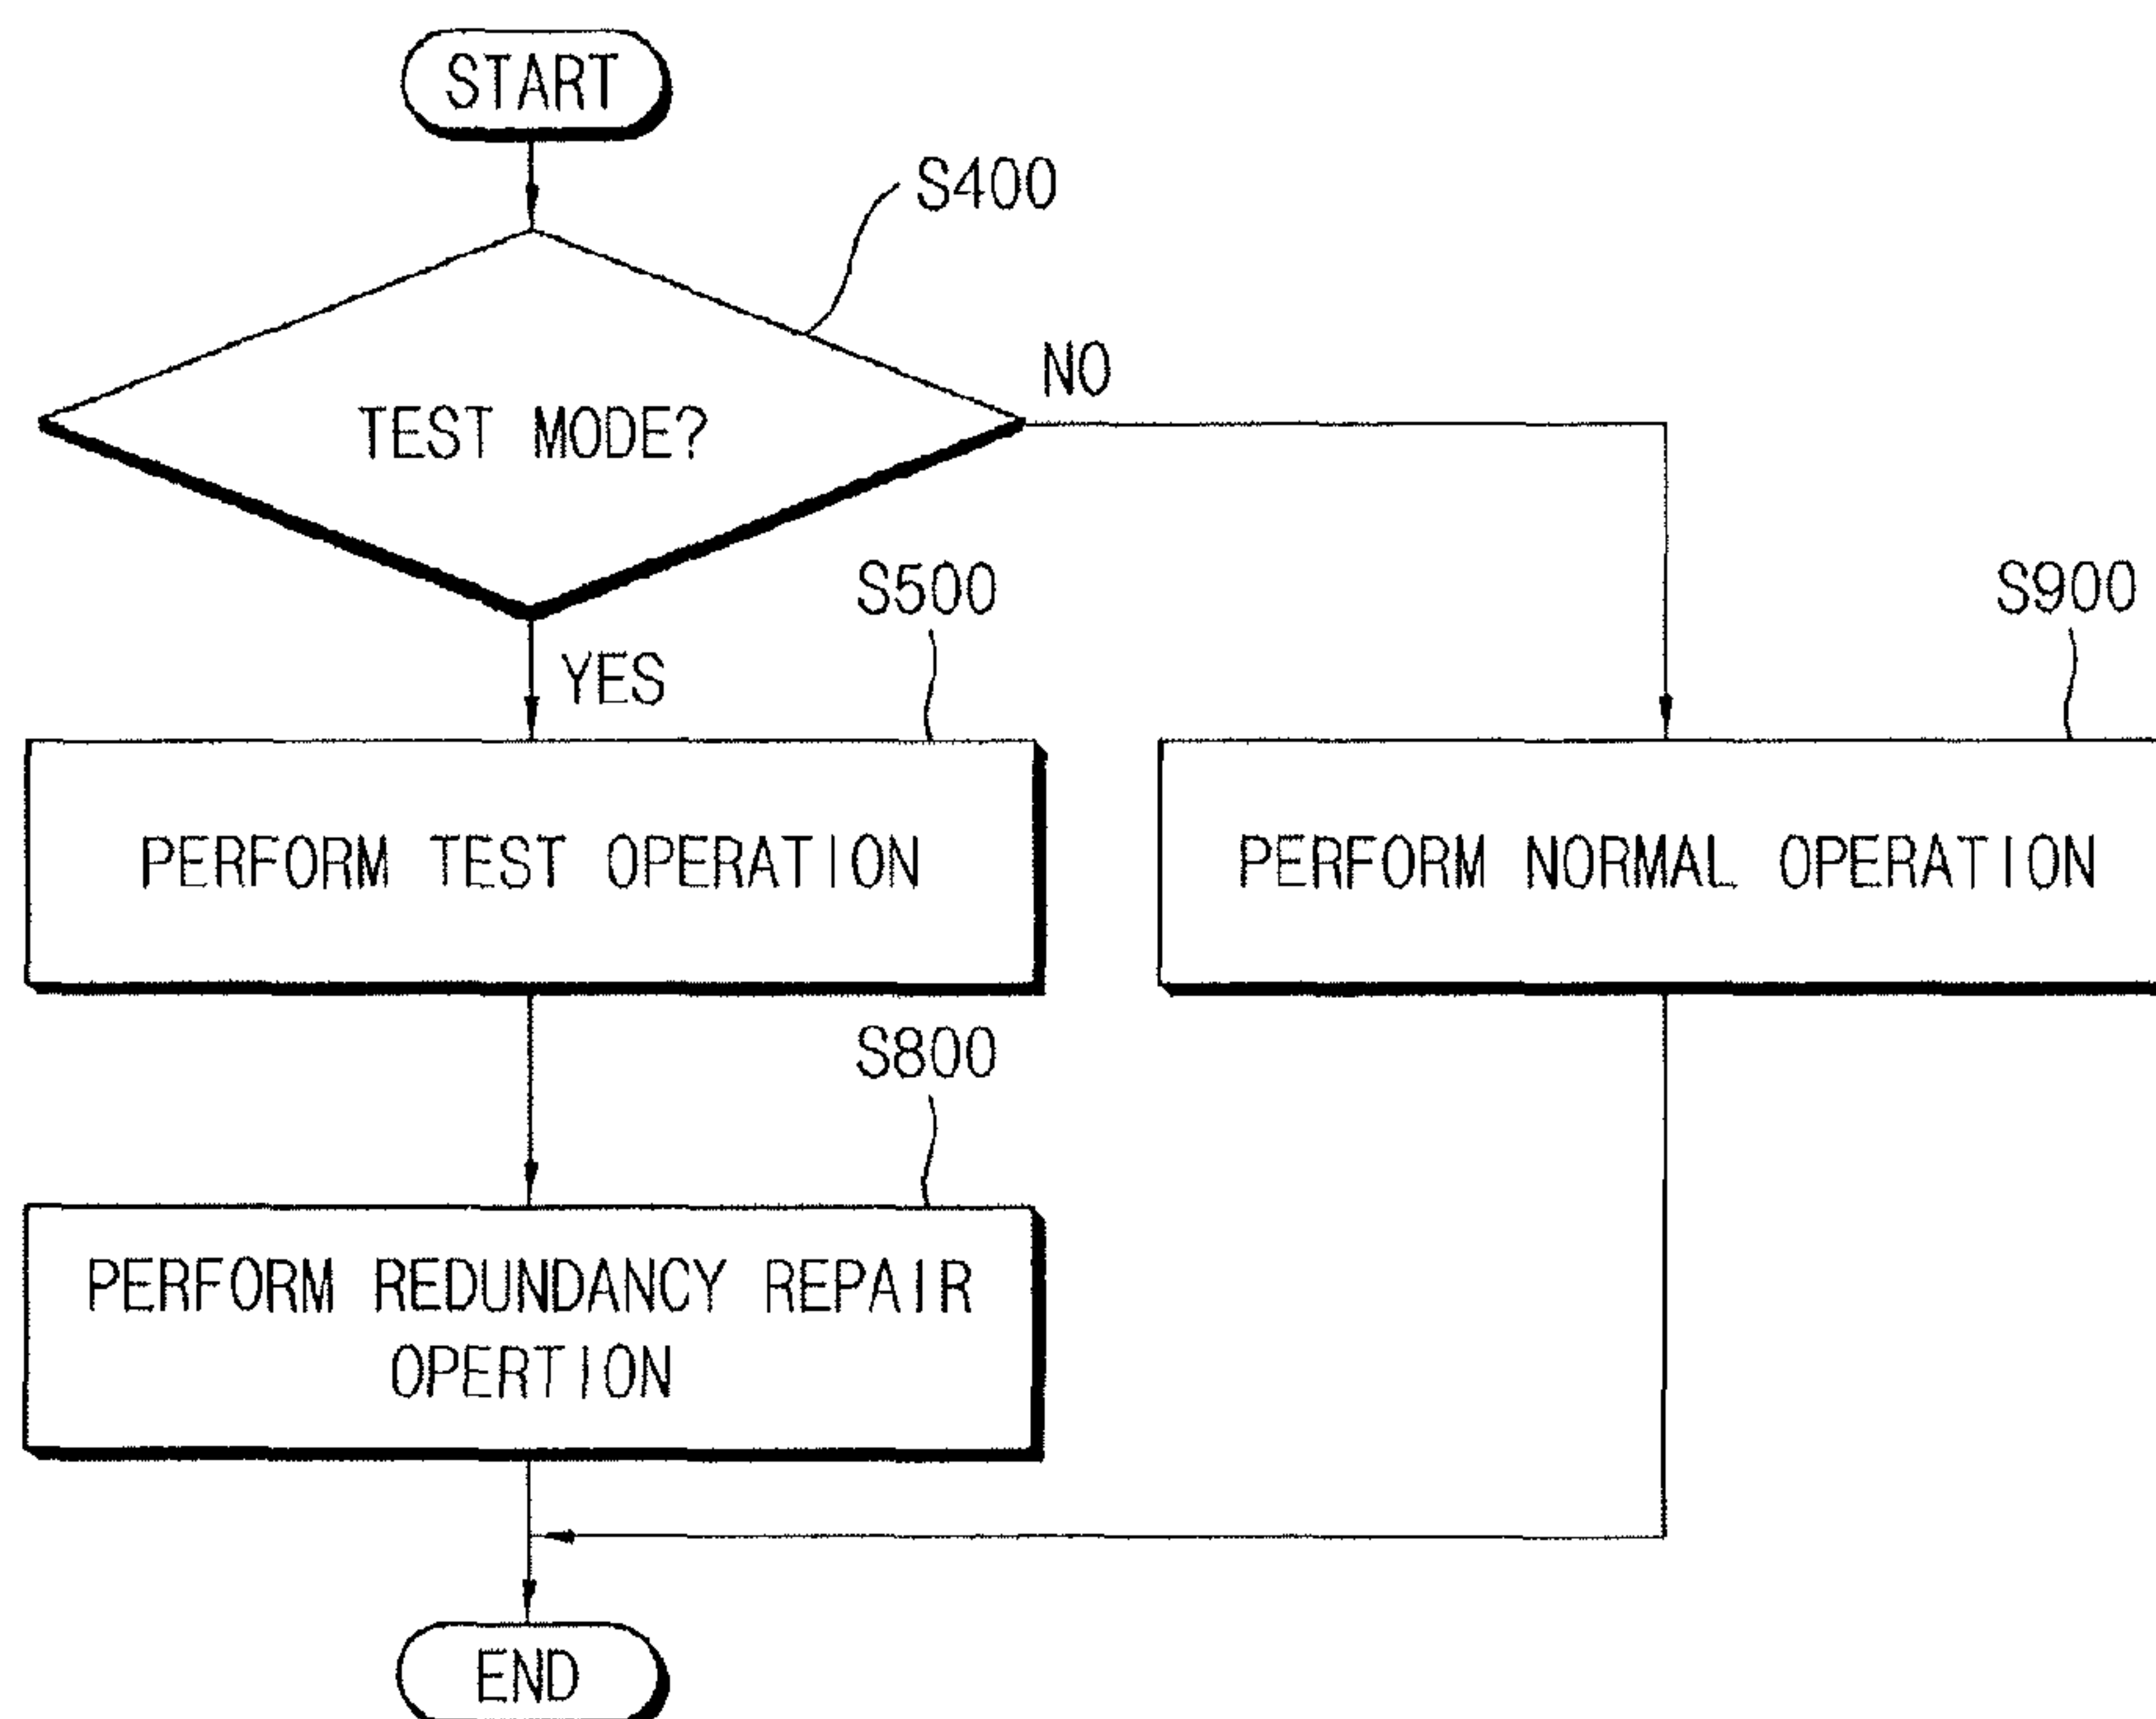 START
S400
TEST MODE?
NO
YES
S500
PERFORM TEST OPERATION
S900
PERFORM NORMAL OPERATION
S800
PERFORM REDUNDANCY REPAIR
OPERTION
END